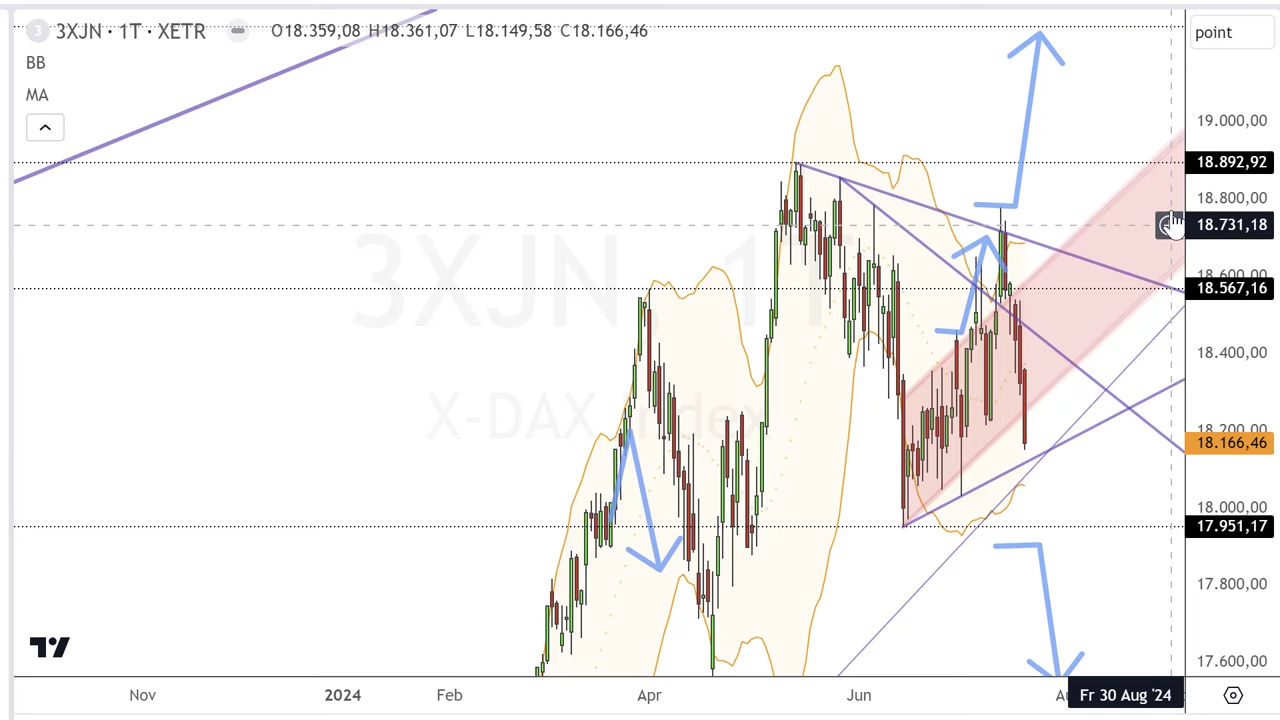 3 3XJN · 1T · XETR O18.359,08 H18.361,07 L18.149,58 C18.166,46
point
BB
MA
19.000,00
18.892,92
18.800,00
18.731,18
18.600,00
18.567,16
18.400,00
18.200,00
18.166,46
18.000,00
17.951,17
17.800,00
17.600,00
3XJN, 1T
X-DAX Index
Nov 2024 Feb Apr Jun Fr 30 Aug '24